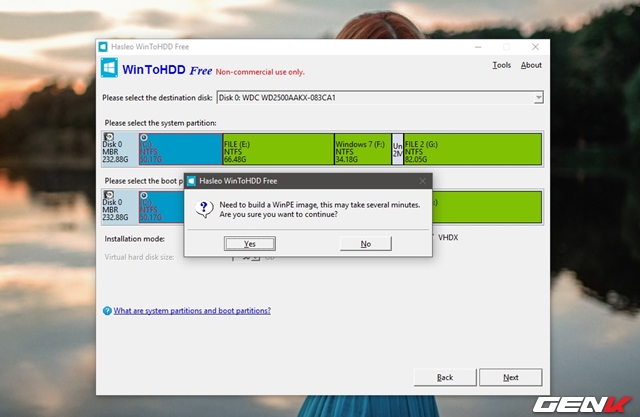 Hasleo WinToHDD Free
WinToHDD Free Non-commercial use only.
Tools About
Please select the destination disk: Disk 0: WDC WD2500AAKX-083CA1
Please select the system partition:
Disk 0
MBR
232.88G
(C:)
NTFS
50.17G
FILE (E:)
NTFS
66.48G
Windows 7 (F:)
NTFS
34.18G
Un
2M
FILE 2 (G:)
NTFS
82.05G
Please select the boot p
Disk 0
MBR
232.88G
NTFS
50.17G
Hasleo WinToHDD Free
Need to build a WinPE image, this may take several minutes.
Are you sure you want to continue?
Yes No
Installation mode:
VHDX
Virtual hard disk size:
What are system partitions and boot partitions?
Back Next
GENK